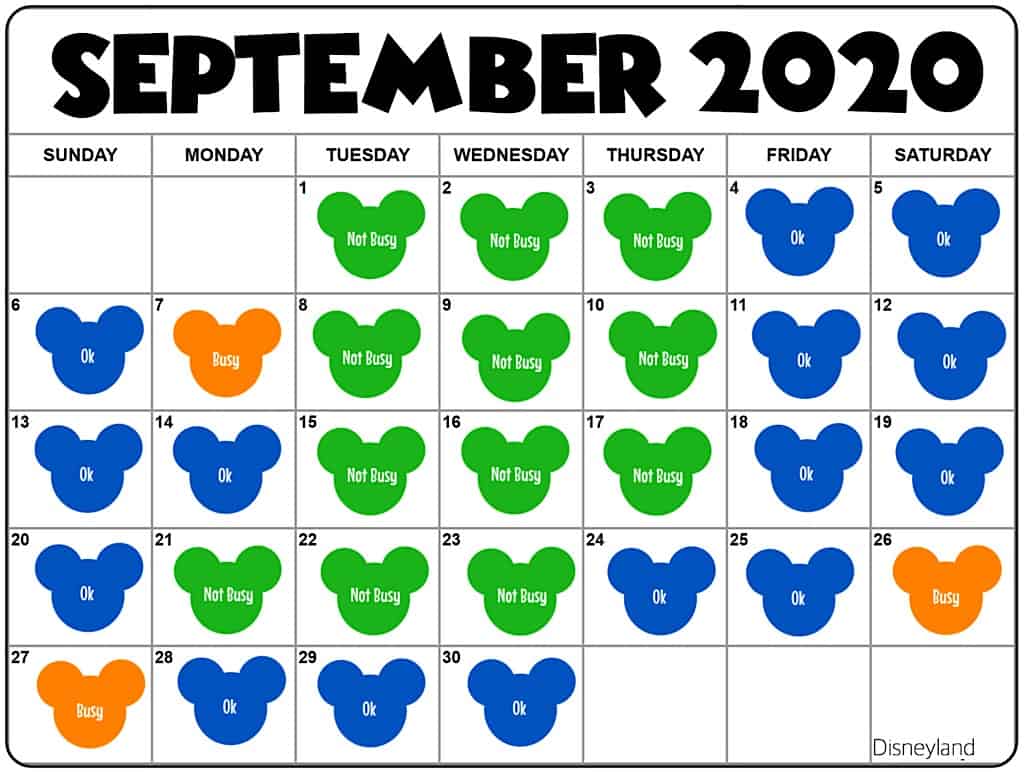 SEPTEMBER 2020
SUNDAY MONDAY TUESDAY WEDNESDAY THURSDAY FRIDAY SATURDAY
1 2 3 4 5
Not Busy Not Busy Not Busy Ok Ok
6 7 8 9 10 11 12
Ok Busy Not Busy Not Busy Not Busy Ok Ok
13 14 15 16 17 18 19
Ok Ok Not Busy Not Busy Not Busy Ok Ok
20 21 22 23 24 25 26
Ok Not Busy Not Busy Not Busy Ok Ok Busy
27 28 29 30
Busy Ok Ok Ok
Disneyland